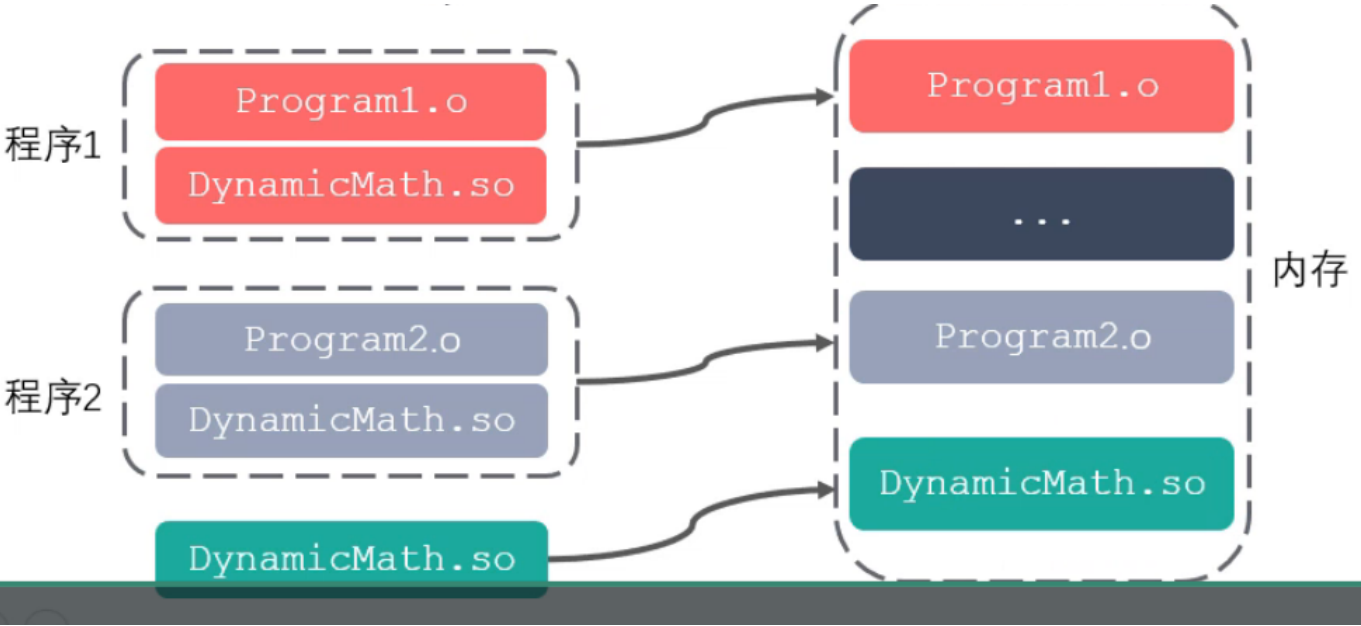 程序1
Program1.o
DynamicMath.so
程序2
Program2.o
DynamicMath.so
DynamicMath.so
Program1.o
...
Program2.o
DynamicMath.so
内存